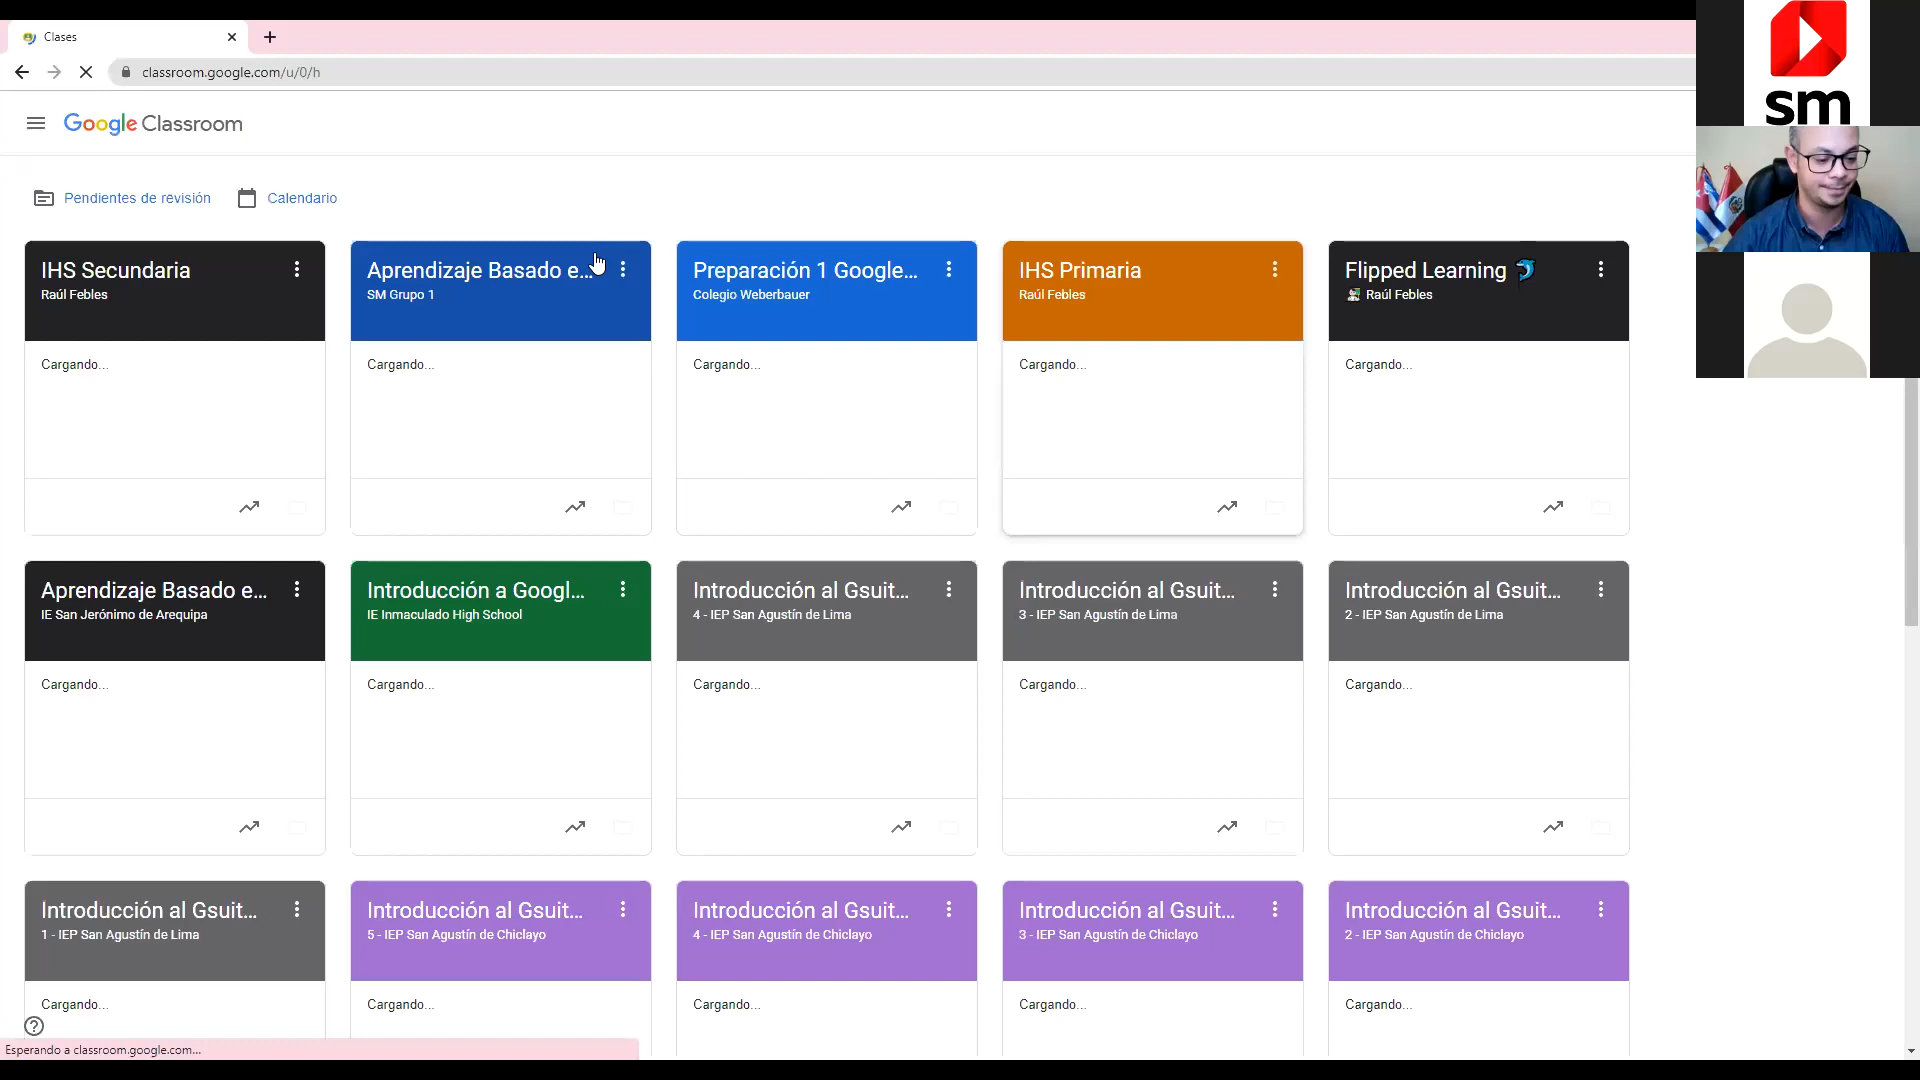 Clases
classroom.google.com/u/0/h
sm
Google Classroom
Pendientes de revisión
Calendario
IHS Secundaria
Raúl Febles
Cargando...
Aprendizaje Basado e...
SM Grupo 1
Cargando...
Preparación 1 Google...
Colegio Weberbauer
Cargando...
IHS Primaria
Raúl Febles
Cargando...
Flipped Learning
Raúl Febles
Cargando...
Aprendizaje Basado e...
IE San Jerónimo de Arequipa
Cargando...
Introducción a Googl...
IE Inmaculado High School
Cargando...
Introducción al Gsuit...
4 - IEP San Agustín de Lima
Cargando...
Introducción al Gsuit...
3 - IEP San Agustín de Lima
Cargando...
Introducción al Gsuit...
2 - IEP San Agustín de Lima
Cargando...
Introducción al Gsuit...
1 - IEP San Agustín de Lima
Cargando...
Introducción al Gsuit...
5 - IEP San Agustín de Chiclayo
Cargando...
Introducción al Gsuit...
4 - IEP San Agustín de Chiclayo
Cargando...
Introducción al Gsuit...
3 - IEP San Agustín de Chiclayo
Cargando...
Introducción al Gsuit...
2 - IEP San Agustín de Chiclayo
Cargando...
Esperando a classroom.google.com...